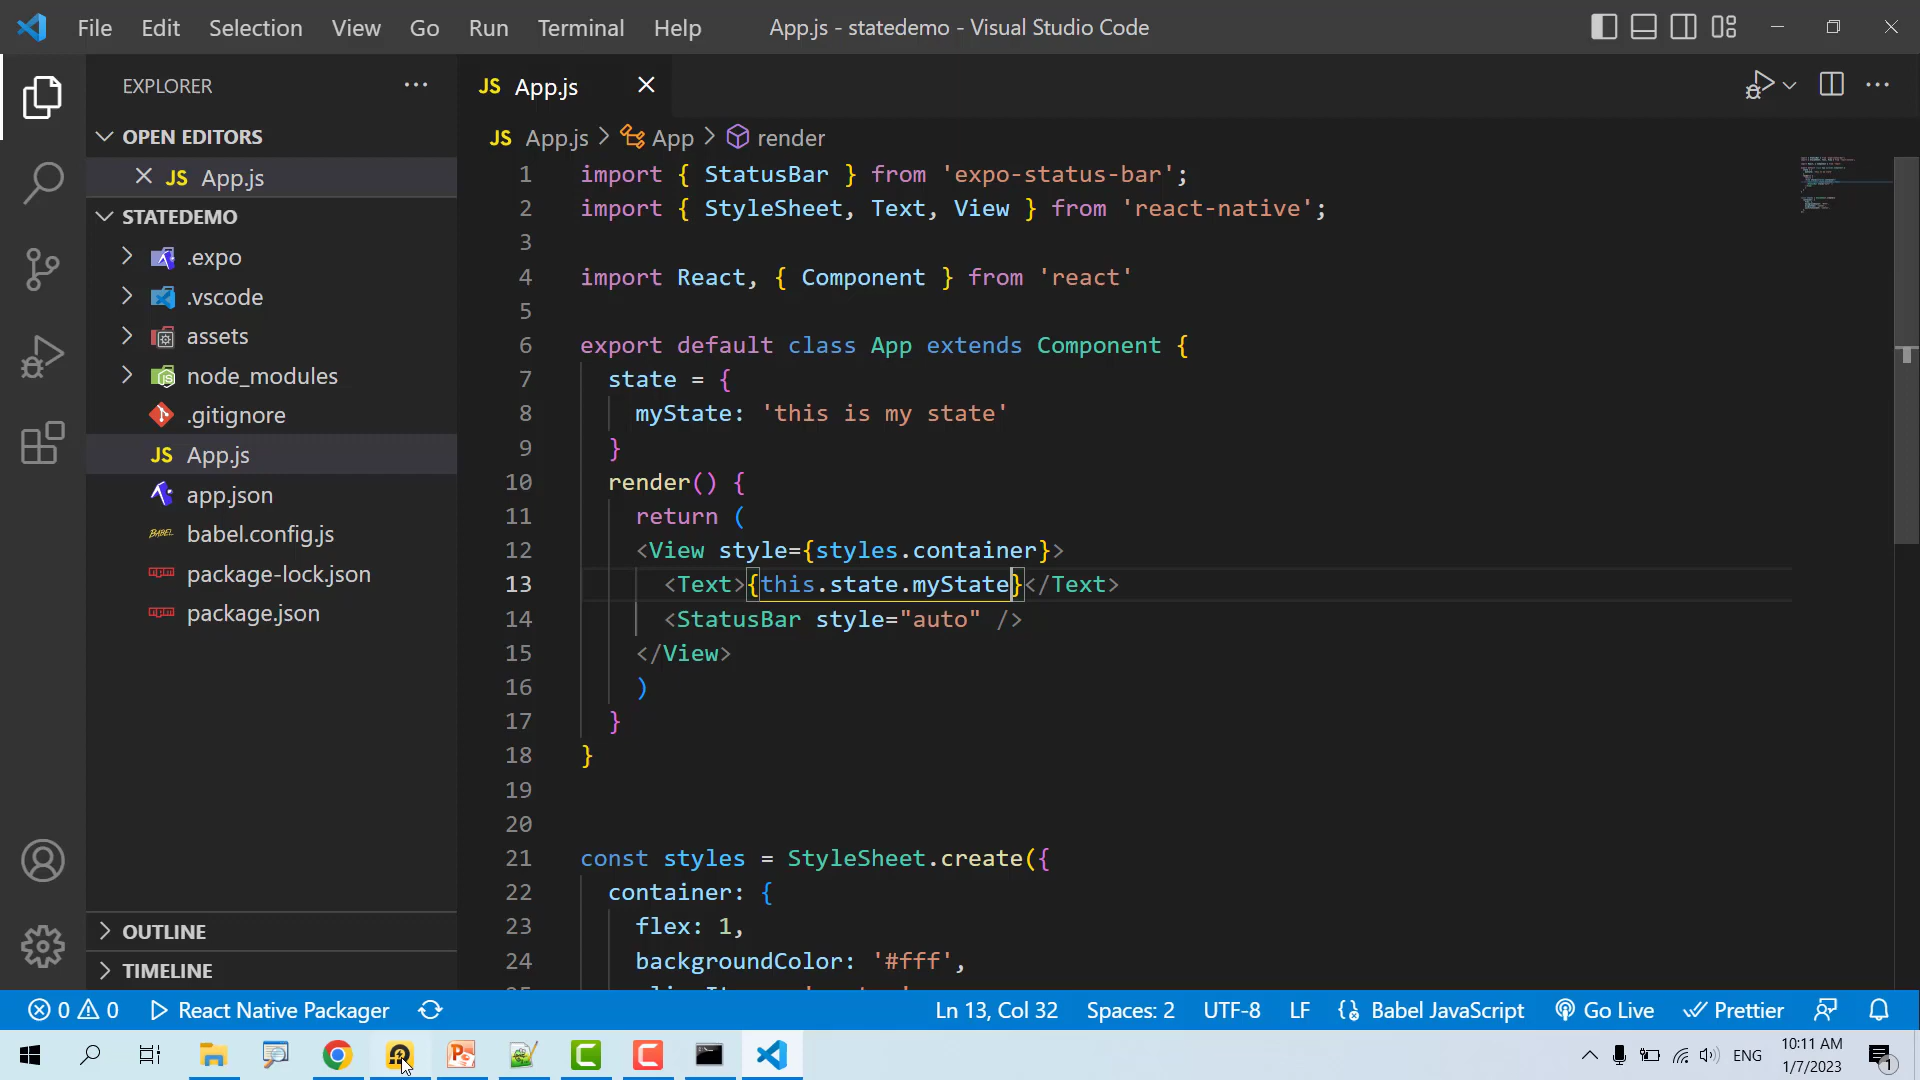 File Edit Selection View Go Run Terminal Help App.js - statedemo - Visual Studio Code
EXPLORER
OPEN EDITORS
JS App.js
STATEDEMO
.expo
.vscode
assets
node_modules
.gitignore
JS App.js
app.json
BABEL babel.config.js
package-lock.json
package.json
OUTLINE
TIMELINE
JS App.js
JS App.js > App > render
1 import { StatusBar } from 'expo-status-bar';
2 import { StyleSheet, Text, View } from 'react-native';
3
4 import React, { Component } from 'react'
5
6 export default class App extends Component {
7 state = {
8 myState: 'this is my state'
9 }
10 render() {
11 return (
12 <View style={styles.container}>
13 <Text>{this.state.myState}</Text>
14 <StatusBar style="auto" />
15 </View>
16 )
17 }
18 }
19
20
21 const styles = StyleSheet.create({
22 container: {
23 flex: 1,
24 backgroundColor: '#fff',
0 0 React Native Packager Ln 13, Col 32 Spaces: 2 UTF-8 LF Babel JavaScript Go Live Prettier
ENG 10:11 AM
1/7/2023 1